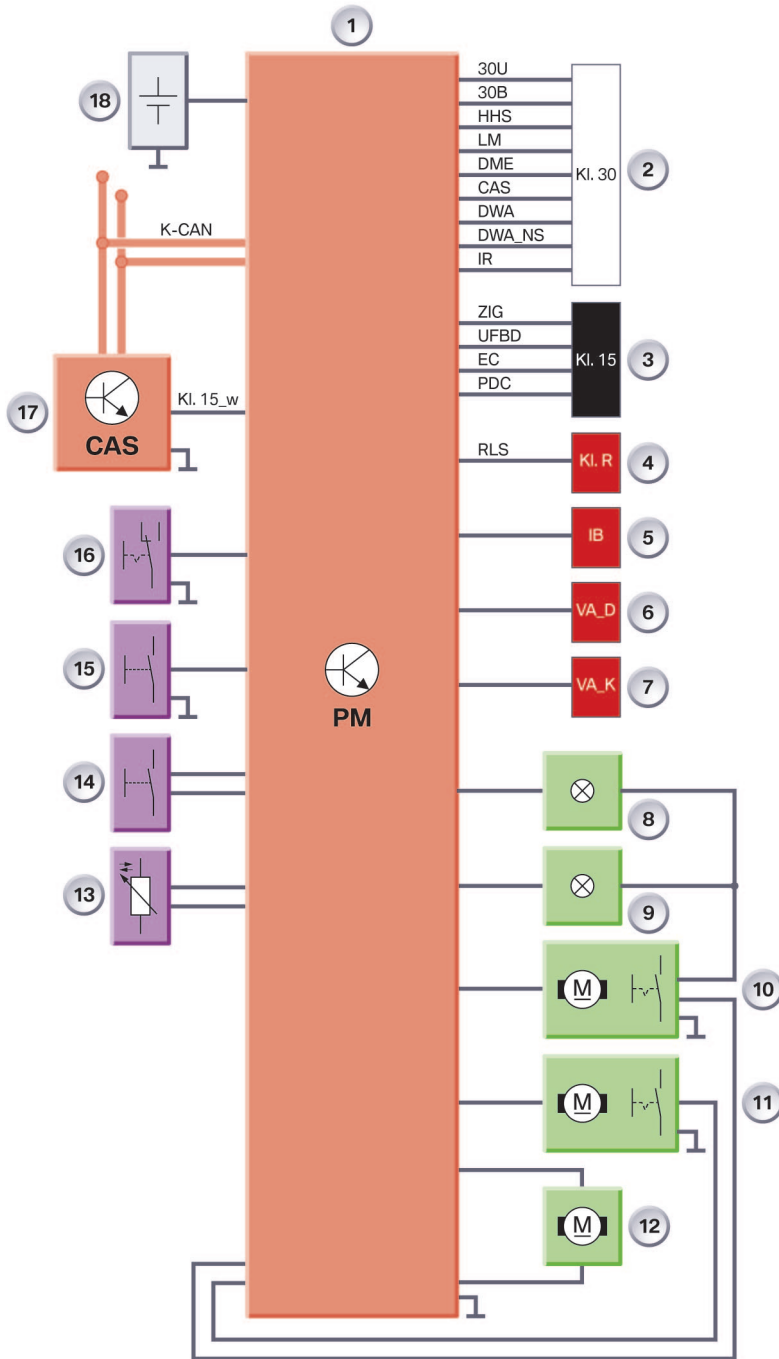 1
18
30U
30B
HHS
LM
DME
CAS
DWA
DWA_NS
IR
Kl. 30
2
K-CAN
ZIG
UFBD
EC
PDC
Kl. 15
3
17
CAS
Kl. 15_w
RLS
Kl. R
4
16
IB
5
VA_D
6
15
PM
VA_K
7
14
8
13
9
M
10
M
11
M
12